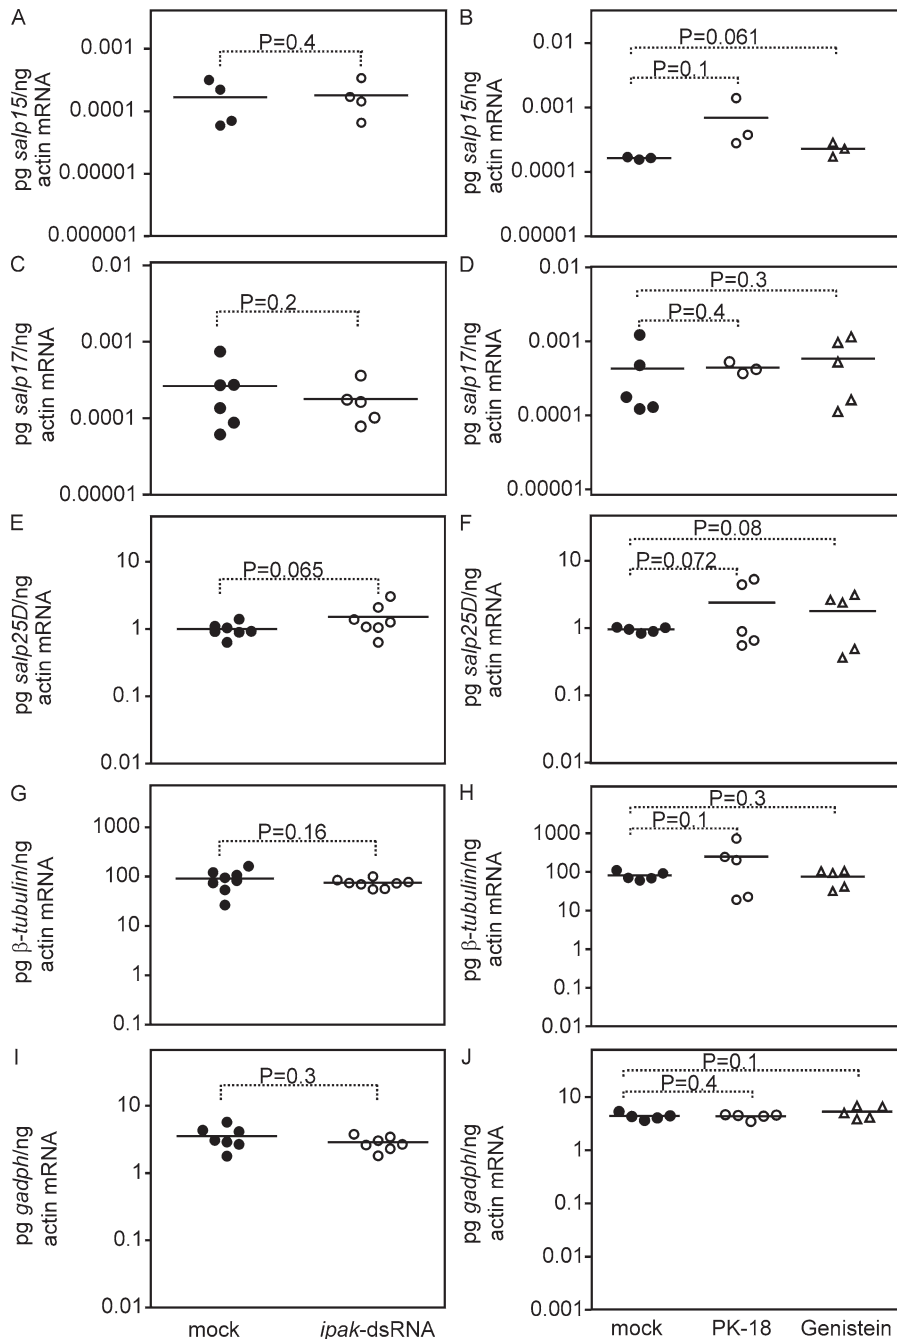 A
pg salp15/ng
actin mRNA
0.001
0.0001
0.00001
0.000001
P=0.4
B
pg salp15/ng
actin mRNA
0.01
0.001
0.0001
0.00001
P=0.061
P=0.1
C
pg salp17/ng
actin mRNA
0.01
0.001
0.0001
0.00001
P=0.2
D
pg salp17/ng
actin mRNA
0.01
0.001
0.0001
0.00001
P=0.3
P=0.4
E
pg salp25D/ng
actin mRNA
10
1
0.1
0.01
P=0.065
F
pg salp25D/ng
actin mRNA
10
1
0.1
0.01
P=0.08
P=0.072
G
pg β-tubulin/ng
actin mRNA
1000
100
10
1
0.1
P=0.16
H
pg β-tubulin/ng
actin mRNA
1000
100
10
1
0.1
0.01
P=0.3
P=0.1
I
pg gadph/ng
actin mRNA
10
1
0.1
0.01
P=0.3
mock
ipak-dsRNA
J
pg gadph/ng
actin mRNA
10
1
0.1
0.01
0.001
P=0.1
P=0.4
mock
PK-18
Genistein